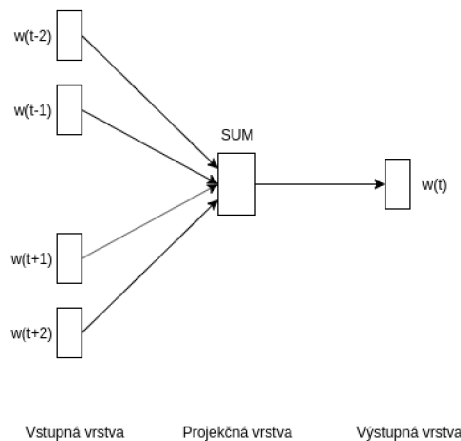 w(t-2)
w(t-1)
SUM
w(t)
w(t+1)
w(t+2)
Vstupná vrstva Projekčná vrstva Výstupná vrstva